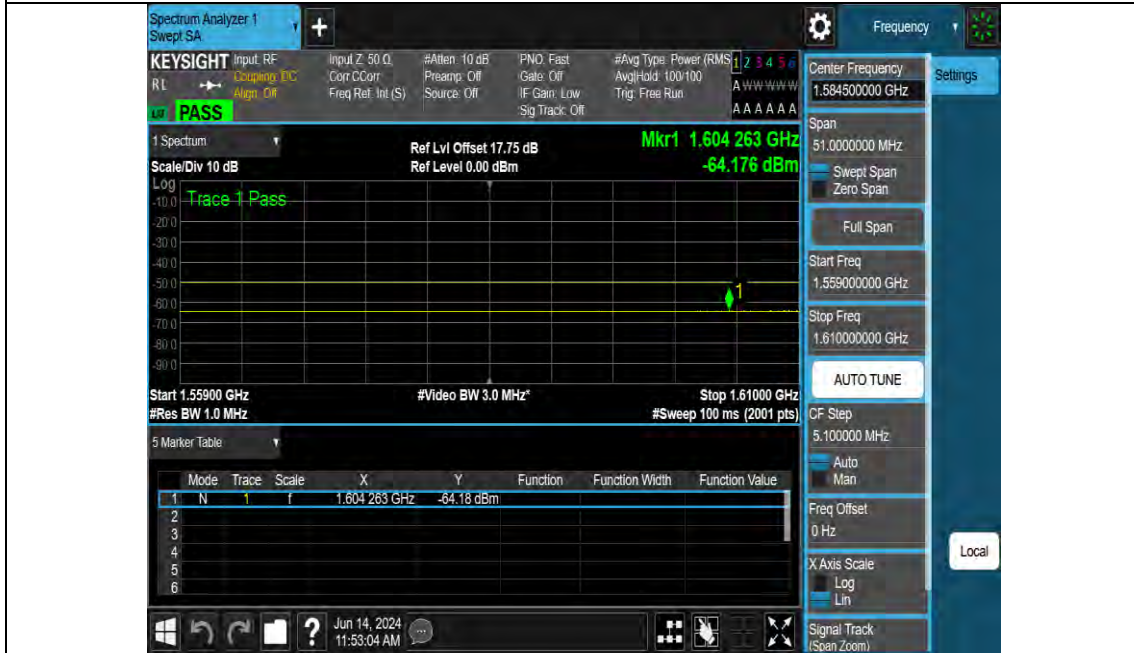 Spectrum Analyzer 1
Swept SA
+
Frequency
KEYSIGHT
RL
PASS
Input: RF
Coupling: DC
Align: Off
Input Z: 50 Ω
Corr CCorr
Freq Ref: Int (S)
#Atten: 10 dB
Preamp: Off
Source: Off
PNO: Fast
Gate: Off
IF Gain: Low
Sig Track: Off
#Avg Type: Power (RMS
Avg|Hold: 100/100
Trig: Free Run
1 2 3 4 5 6
A W W W W W
A A A A A A
1 Spectrum
Scale/Div 10 dB
Ref Lvl Offset 17.75 dB
Ref Level 0.00 dBm
Mkr1 1.604 263 GHz
-64.176 dBm
Log
Trace 1 Pass
-10.0
-20.0
-30.0
-40.0
-50.0
-60.0
-70.0
-80.0
-90.0
1
Start 1.55900 GHz
#Res BW 1.0 MHz
#Video BW 3.0 MHz*
Stop 1.61000 GHz
#Sweep 100 ms (2001 pts)
5 Marker Table
Mode Trace Scale X Y Function Function Width Function Value
1 N 1 f 1.604 263 GHz -64.18 dBm
2
3
4
5
6
?
Jun 14, 2024
11:53:04 AM
Center Frequency
1.584500000 GHz
Span
51.0000000 MHz
Swept Span
Zero Span
Full Span
Start Freq
1.559000000 GHz
Stop Freq
1.610000000 GHz
AUTO TUNE
CF Step
5.100000 MHz
Auto
Man
Freq Offset
0 Hz
X Axis Scale
Log
Lin
Signal Track
(Span Zoom)
Settings
Local